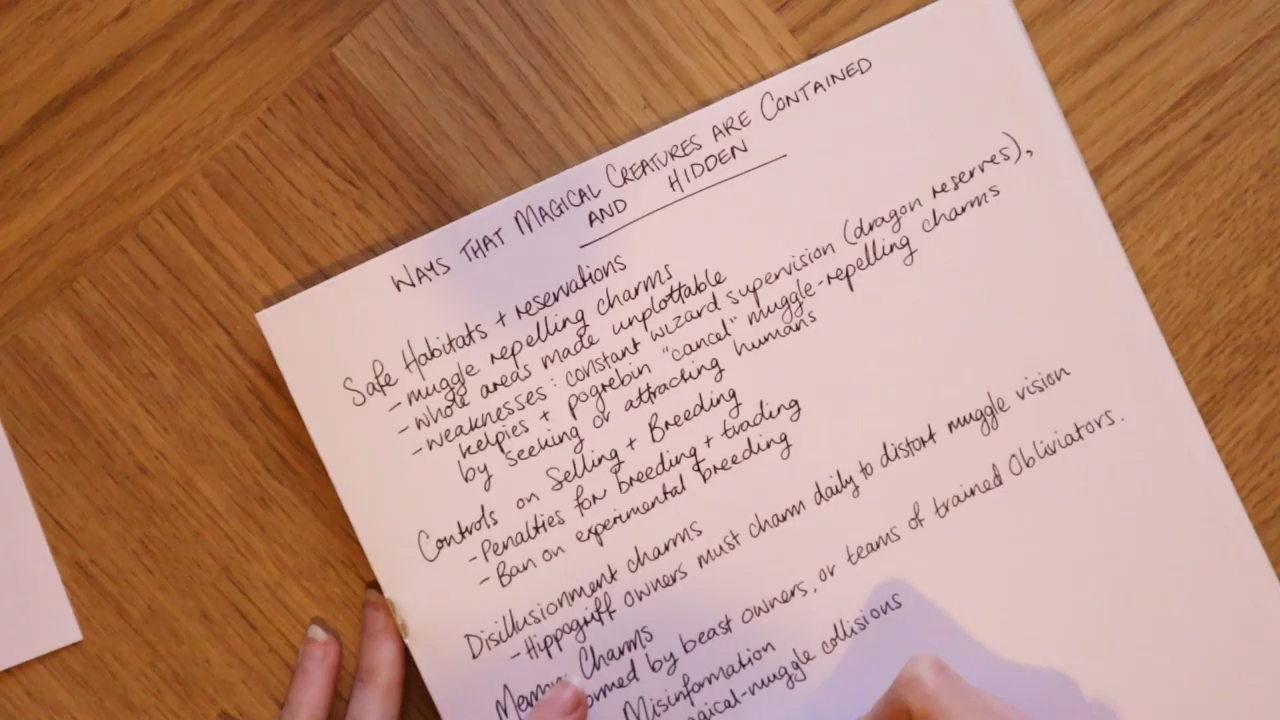 WAYS THAT MAGICAL CREATURES ARE CONTAINED
AND HIDDEN
Safe Habitats + reservations
- muggle repelling charms
- whole areas made unplottable
- weaknesses: constant wizard supervision (dragon reserves),
kelpies + pogrebin "cancel" muggle-repelling charms
by seeking or attacking humans
Controls on Selling + Breeding
- Penalties for breeding + trading
- Ban on experimental breeding
Disillusionment charms
- Hippogriff owners must charm daily to distort muggle vision
Charms
by beast owners, or teams of trained Obliviators.
Misinformation
-muggle collisions